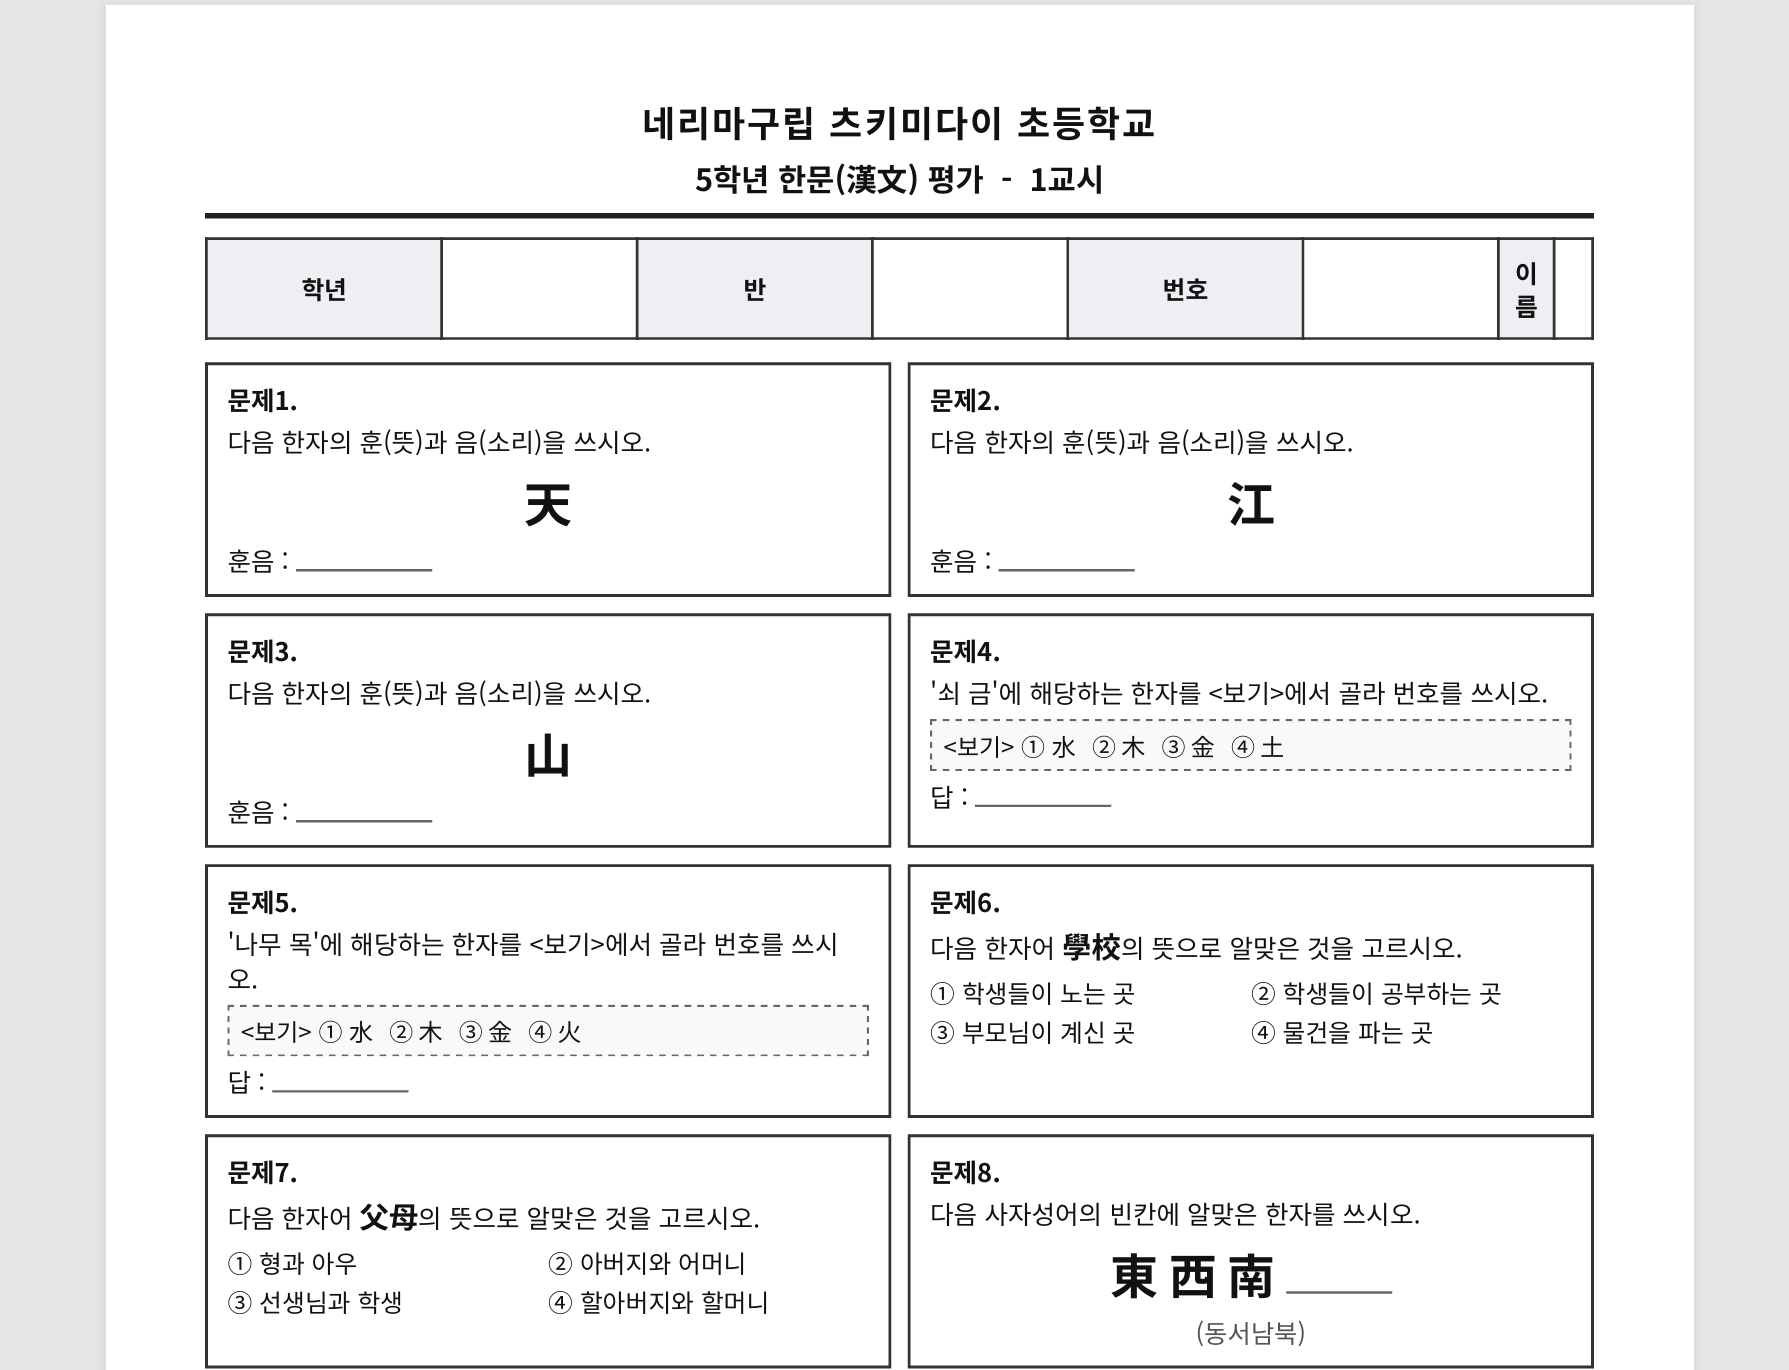 네리마구립 츠키미다이 초등학교
5학년 한문(漢文) 평가 - 1교시
학년 반 번호 이름
문제1.
다음 한자의 훈(뜻)과 음(소리)을 쓰시오.
天
훈음 : ________
문제2.
다음 한자의 훈(뜻)과 음(소리)을 쓰시오.
江
훈음 : ________
문제3.
다음 한자의 훈(뜻)과 음(소리)을 쓰시오.
山
훈음 : ________
문제4.
'쇠 금'에 해당하는 한자를 <보기>에서 골라 번호를 쓰시오.
<보기> ① 水 ② 木 ③ 金 ④ 土
답 : ________
문제5.
'나무 목'에 해당하는 한자를 <보기>에서 골라 번호를 쓰시
오.
<보기> ① 水 ② 木 ③ 金 ④ 火
답 : ________
문제6.
다음 한자어 學校의 뜻으로 알맞은 것을 고르시오.
① 학생들이 노는 곳 ② 학생들이 공부하는 곳
③ 부모님이 계신 곳 ④ 물건을 파는 곳
문제7.
다음 한자어 父母의 뜻으로 알맞은 것을 고르시오.
① 형과 아우 ② 아버지와 어머니
③ 선생님과 학생 ④ 할아버지와 할머니
문제8.
다음 사자성어의 빈칸에 알맞은 한자를 쓰시오.
東 西 南 ______
(동서남북)